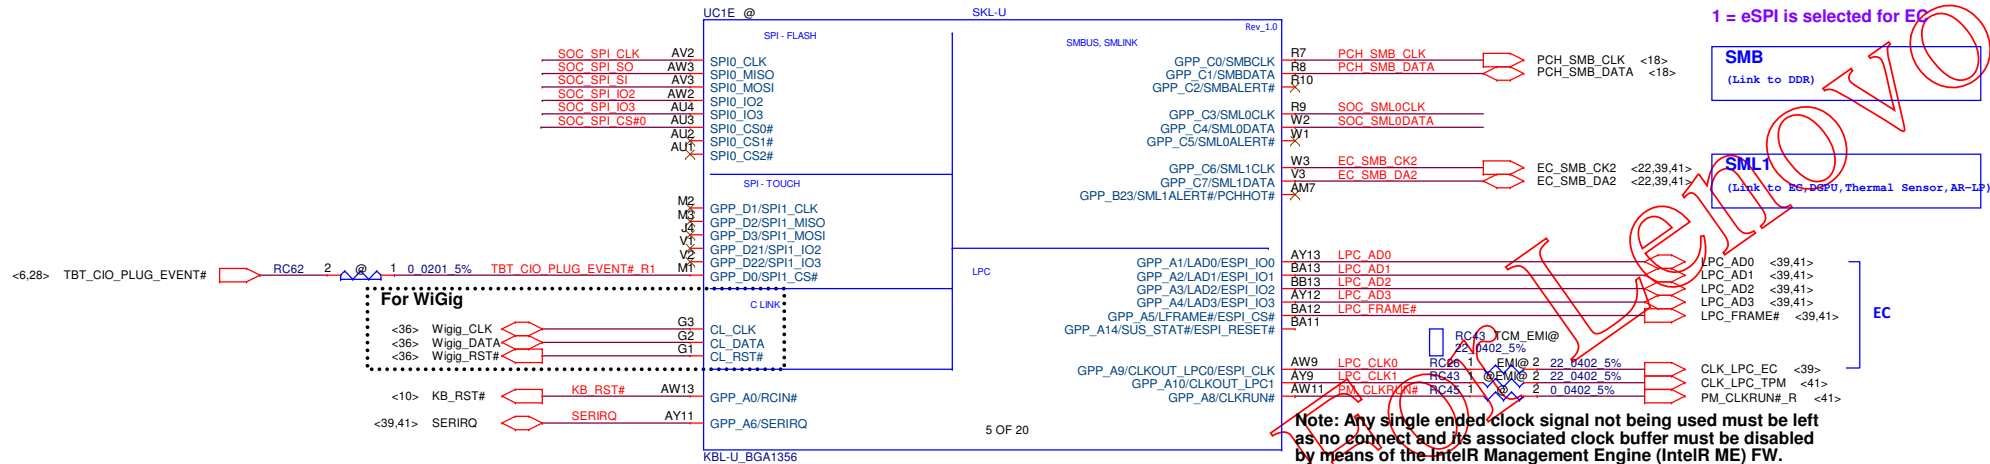 UC1E @ SKL-U
1 = eSPI is selected for EC
Rev_1.0
SPI - FLASH
SMBUS, SMLINK
SOC_SPI_CLK AV2 SPI0_CLK
SOC_SPI_SO AW3 SPI0_MISO
SOC_SPI_SI AV3 SPI0_MOSI
SOC_SPI_IO2 AW2 SPI0_IO2
SOC_SPI_IO3 AU4 SPI0_IO3
SOC_SPI_CS#0 AU3 SPI0_CS0#
AU2 SPI0_CS1#
AU1 SPI0_CS2#
GPP_C0/SMBCLK R7 PCH_SMB_CLK PCH_SMB_CLK <18>
GPP_C1/SMBDATA R8 PCH_SMB_DATA PCH_SMB_DATA <18>
GPP_C2/SMBALERT# R10
SMB
(Link to DDR)
GPP_C3/SML0CLK R9 SOC_SML0CLK
GPP_C4/SML0DATA W2 SOC_SML0DATA
GPP_C5/SML0ALERT# W1
GPP_C6/SML1CLK W3 EC_SMB_CK2 EC_SMB_CK2 <22,39,41>
GPP_C7/SML1DATA V3 EC_SMB_DA2 EC_SMB_DA2 <22,39,41>
GPP_B23/SML1ALERT#/PCHHOT# AM7
SML1
(Link to EC,DGPU,Thermal Sensor,AR-LP)
SPI - TOUCH
M2 GPP_D1/SPI1_CLK
M3 GPP_D2/SPI1_MISO
J4 GPP_D3/SPI1_MOSI
V1 GPP_D21/SPI1_IO2
V2 GPP_D22/SPI1_IO3
<6,28> TBT_CIO_PLUG_EVENT# RC62 2 @ 1 0_0201_5% TBT_CIO_PLUG_EVENT#_R1 M1 GPP_D0/SPI1_CS#
LPC
GPP_A1/LAD0/ESPI_IO0 AY13 LPC_AD0 LPC_AD0 <39,41>
GPP_A2/LAD1/ESPI_IO1 BA13 LPC_AD1 LPC_AD1 <39,41>
GPP_A3/LAD2/ESPI_IO2 BB13 LPC_AD2 LPC_AD2 <39,41>
GPP_A4/LAD3/ESPI_IO3 AY12 LPC_AD3 LPC_AD3 <39,41>
GPP_A5/LFRAME#/ESPI_CS# BA12 LPC_FRAME# LPC_FRAME# <39,41>
GPP_A14/SUS_STAT#/ESPI_RESET# BA11
EC
For WiGig
C LINK
<36> Wigig_CLK G3 CL_CLK
<36> Wigig_DATA G2 CL_DATA
<36> Wigig_RST# G1 CL_RST#
RC43 TCM_EMI@
22_0402_5%
GPP_A9/CLKOUT_LPC0/ESPI_CLK AW9 LPC_CLK0 RC26 1 EMI@ 2 22_0402_5% CLK_LPC_EC <39>
GPP_A10/CLKOUT_LPC1 AY9 LPC_CLK1 RC43 1 @EMI@ 2 22_0402_5% CLK_LPC_TPM <41>
GPP_A8/CLKRUN# AW11 PM_CLKRUN# RC45 1 @ 2 0_0402_5% PM_CLKRUN#_R <41>
<10> KB_RST# KB_RST# AW13 GPP_A0/RCIN#
<39,41> SERIRQ SERIRQ AY11 GPP_A6/SERIRQ
5 OF 20
KBL-U_BGA1356
Note: Any single ended clock signal not being used must be left
as no connect and its associated clock buffer must be disabled
by means of the IntelR Management Engine (IntelR ME) FW.
For Lenovo